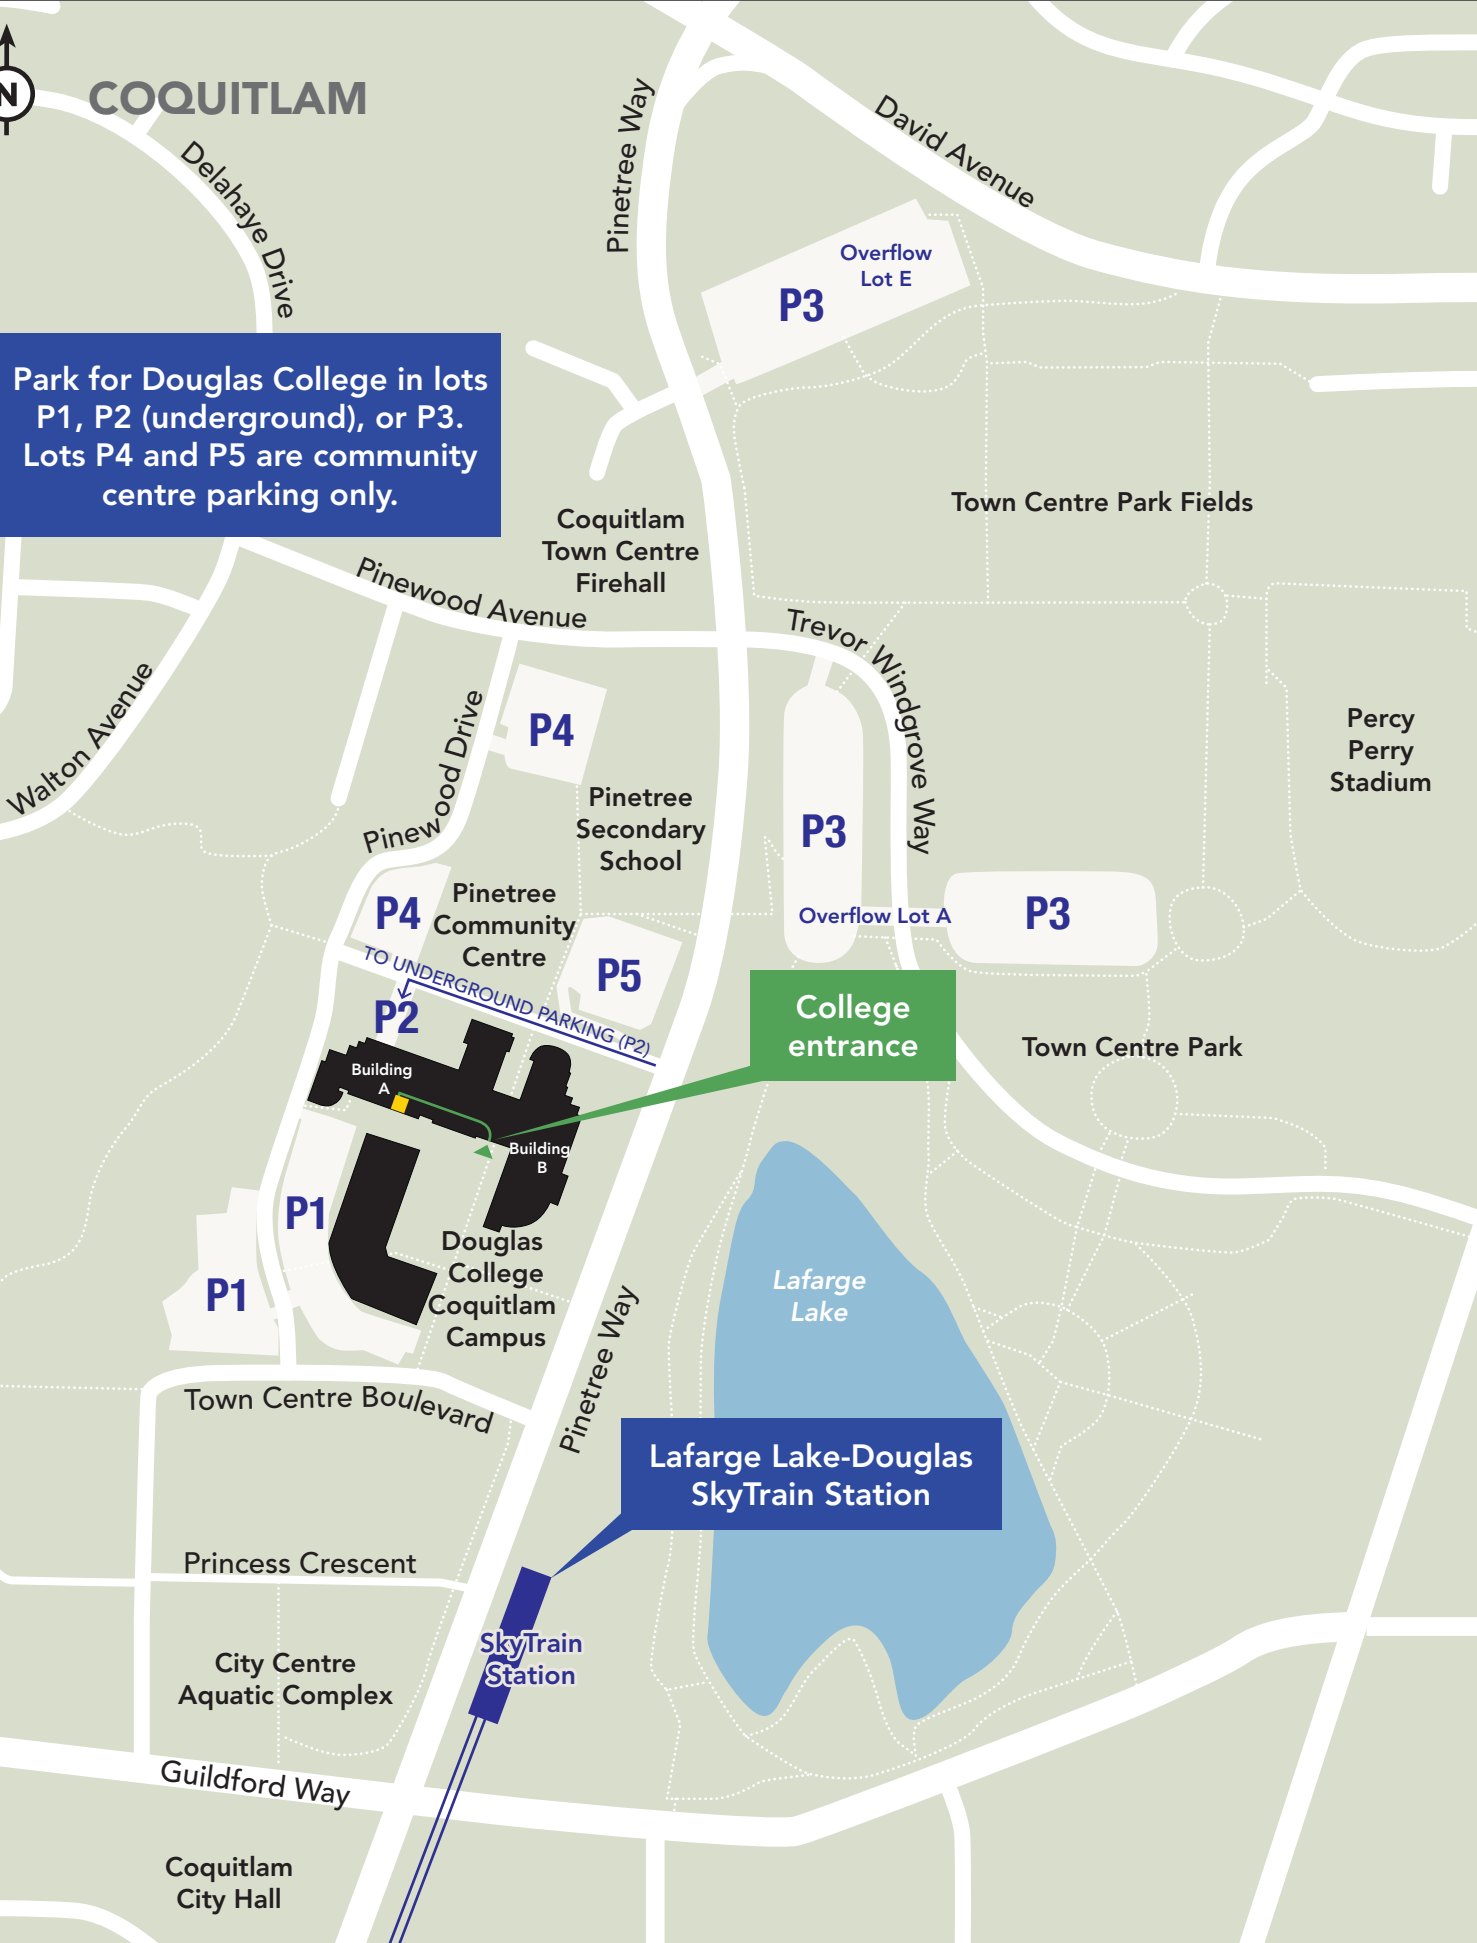 N
COQUITLAM
Delahaye Drive
Pinetree Way
David Avenue
Overflow
Lot E
P3
Park for Douglas College in lots
P1, P2 (underground), or P3.
Lots P4 and P5 are community
centre parking only.
Coquitlam
Town Centre
Firehall
Town Centre Park Fields
Pinewood Avenue
Trevor Windgrove Way
Walton Avenue
Pinewood Drive
P4
Percy
Perry
Stadium
Pinetree
Secondary
School
P3
P4
Pinetree
Community
Centre
Overflow Lot A
P3
TO UNDERGROUND PARKING (P2)
P5
P2
College
entrance
Town Centre Park
Building
A
Building
B
P1
P1
Douglas
College
Coquitlam
Campus
Lafarge
Lake
Pinetree Way
Town Centre Boulevard
Lafarge Lake-Douglas
SkyTrain Station
Princess Crescent
SkyTrain
Station
City Centre
Aquatic Complex
Guildford Way
Coquitlam
City Hall